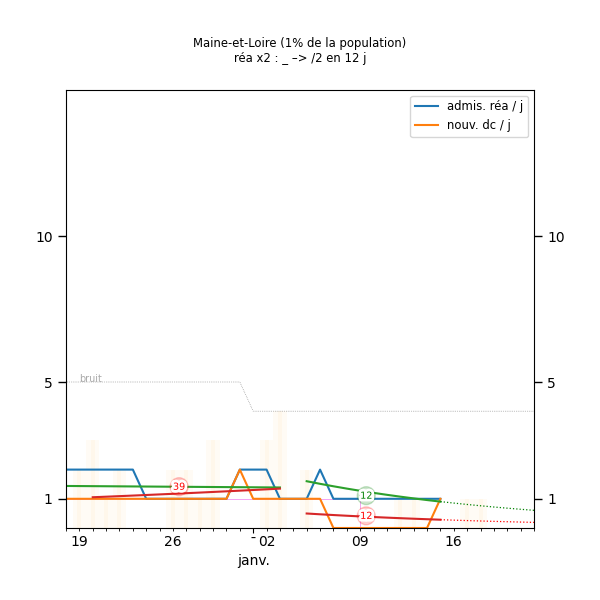 Maine-et-Loire (1% de la population)
réa x2 : _ –> /2 en 12 j
admis. réa / j
nouv. dc / j
10 10
bruit
5 5
39
12
12
1 1
19 26 02 09 16
janv.